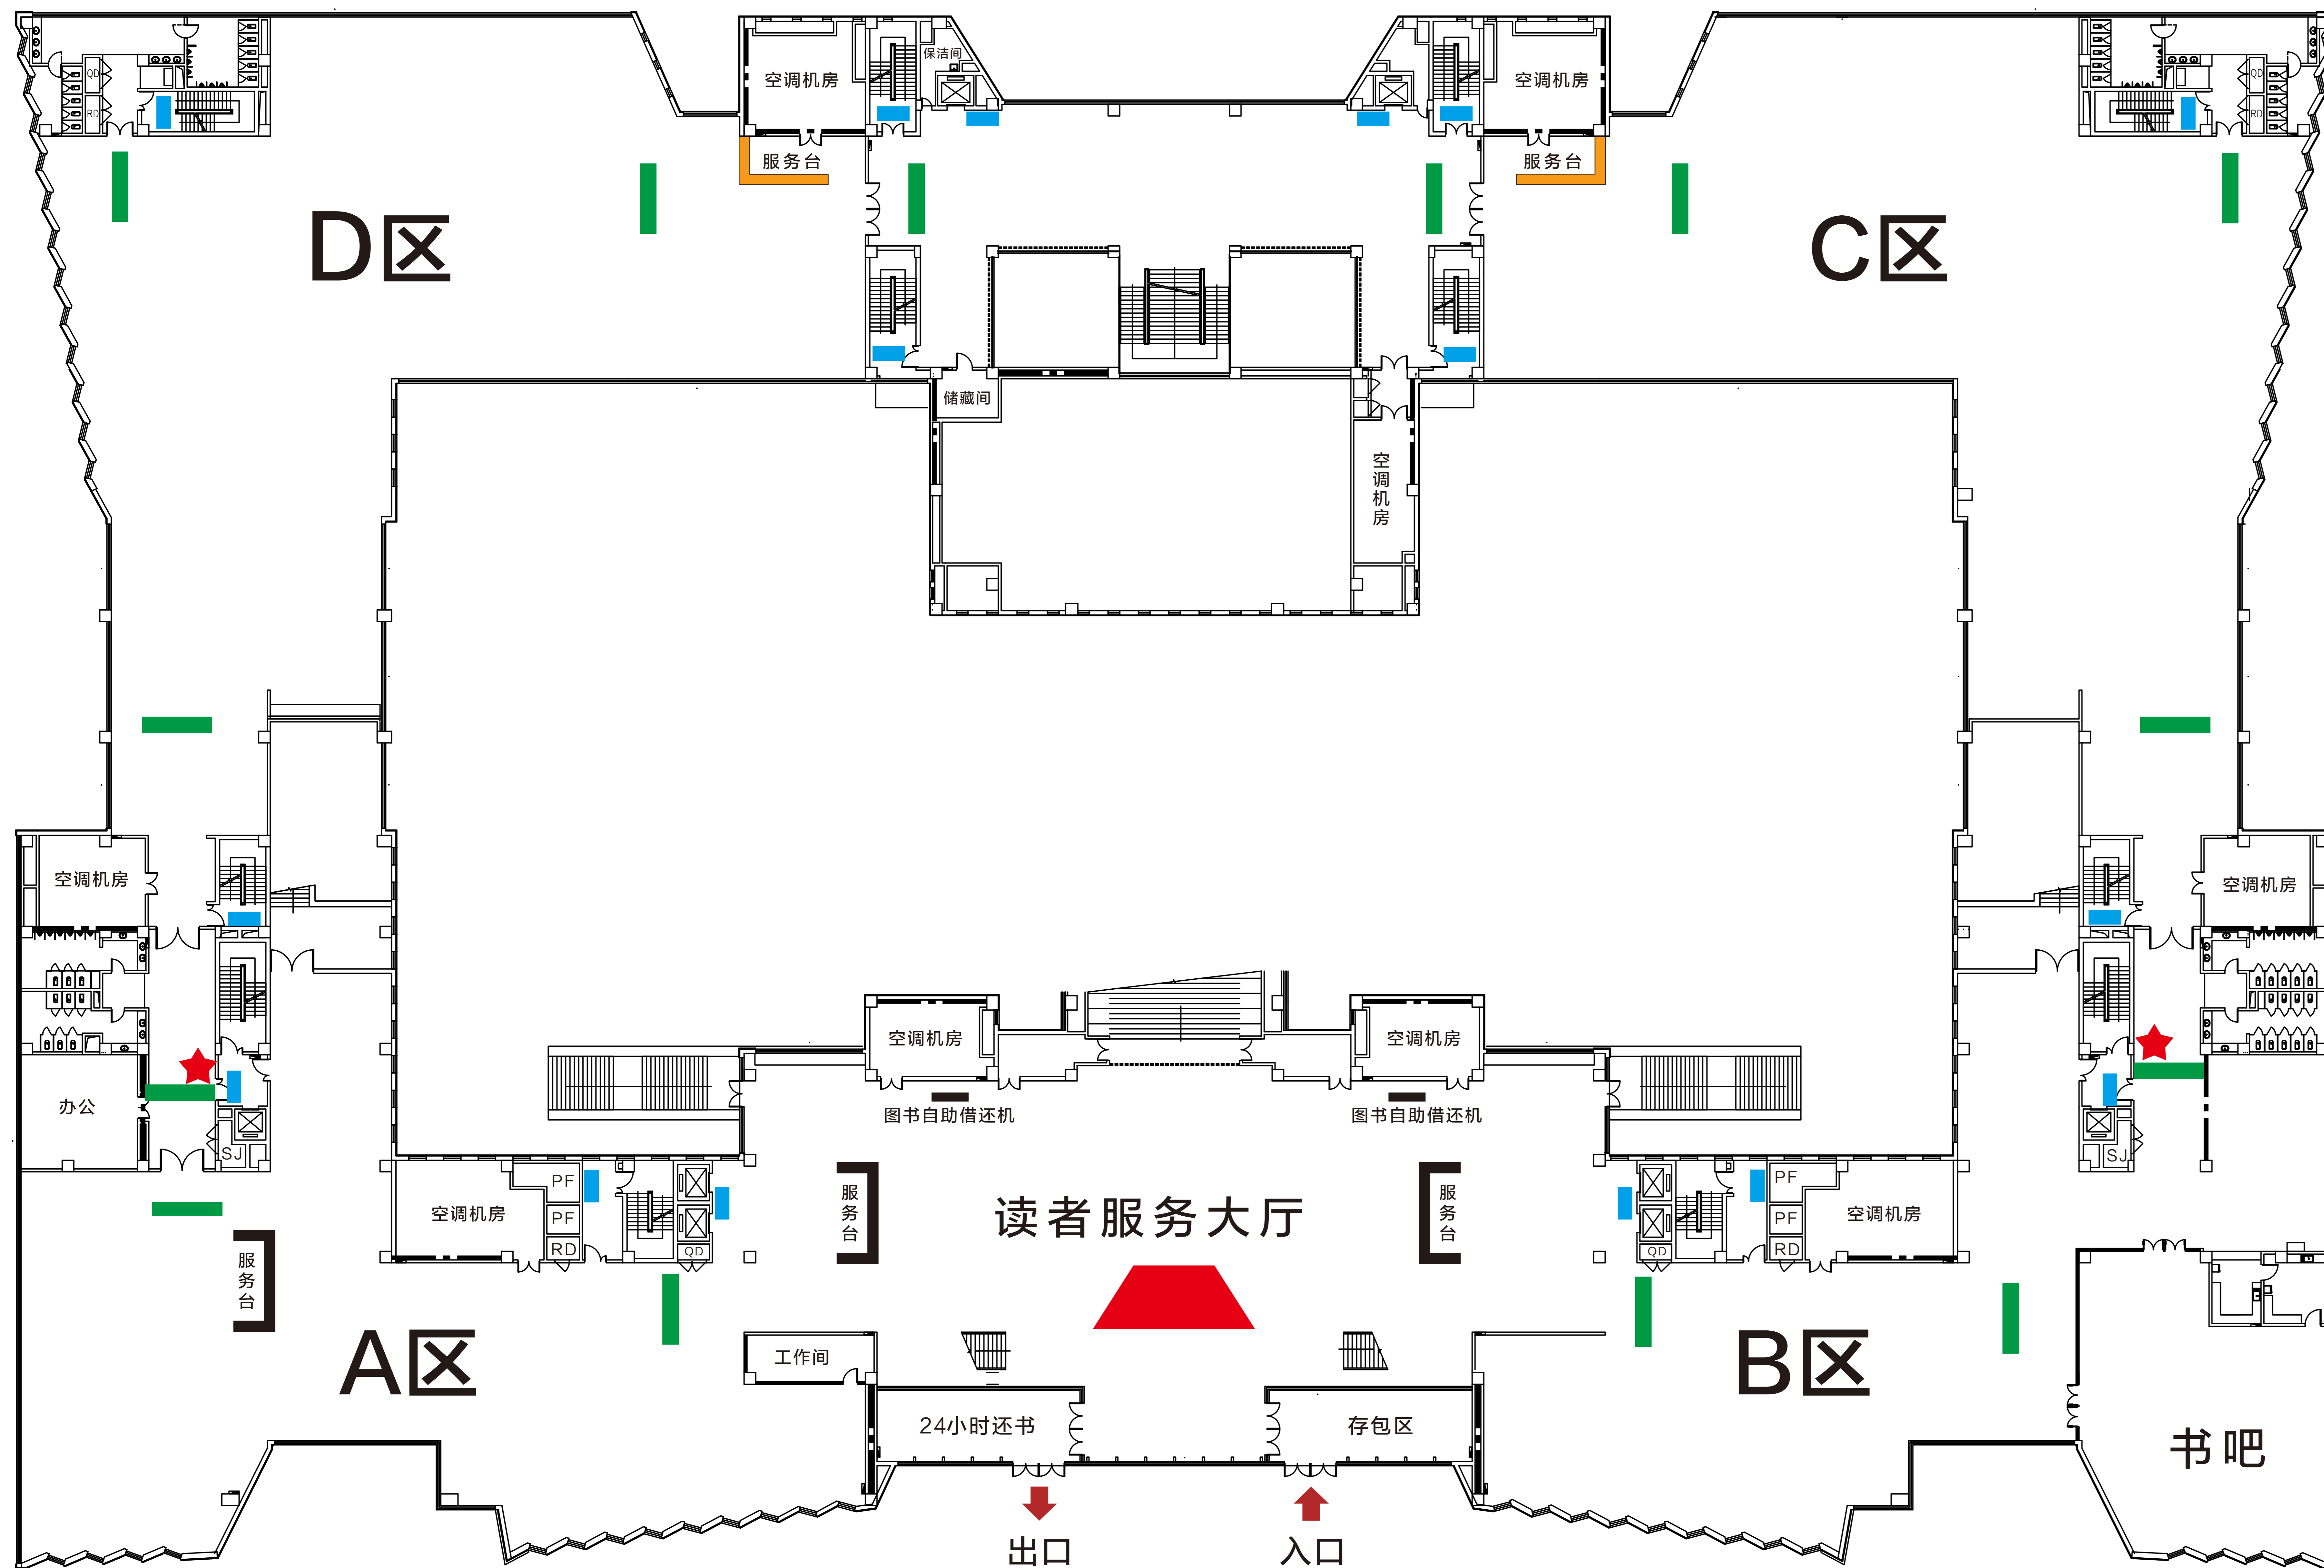 保洁间
空调机房
空调机房
QD
RD
QD
RD
服务台
服务台
D区
C区
储藏间
空调机房
空调机房
空调机房
空调机房
空调机房
图书自助借还机
图书自助借还机
办公
SJ
SJ
PF
PF
RD
QD
空调机房
服务台
读者服务大厅
服务台
PF
PF
RD
QD
空调机房
服务台
A区
B区
工作间
24小时还书
存包区
书吧
出口
入口